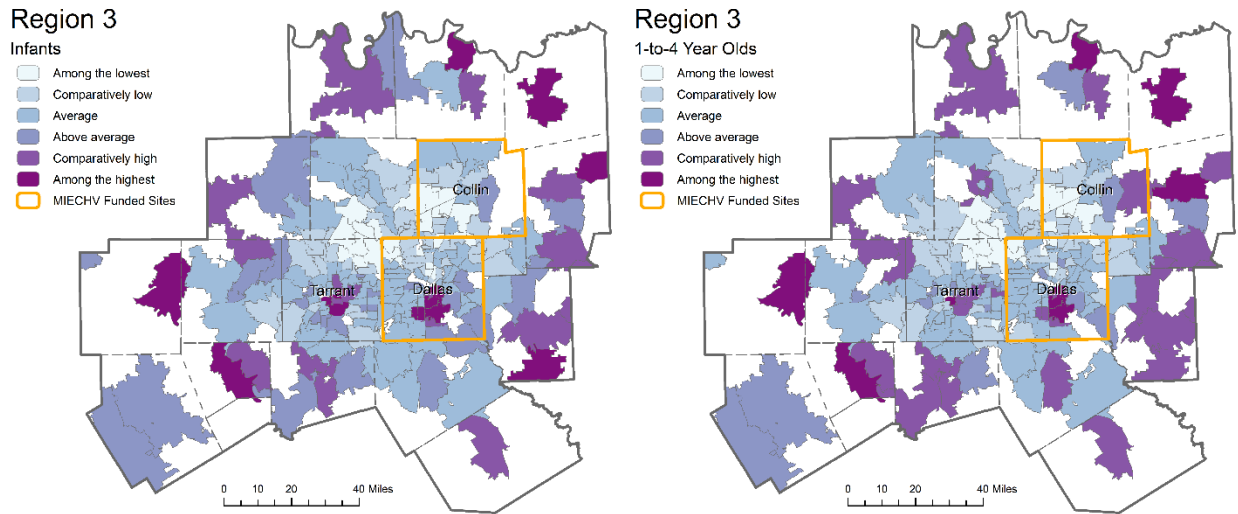 Region 3
Infants
Among the lowest
Comparatively low
Average
Above average
Comparatively high
Among the highest
MIECHV Funded Sites
Collin
Tarrant
Dallas
0 10 20 40 Miles
Region 3
1-to-4 Year Olds
Among the lowest
Comparatively low
Average
Above average
Comparatively high
Among the highest
MIECHV Funded Sites
Collin
Tarrant
Dallas
0 10 20 40 Miles